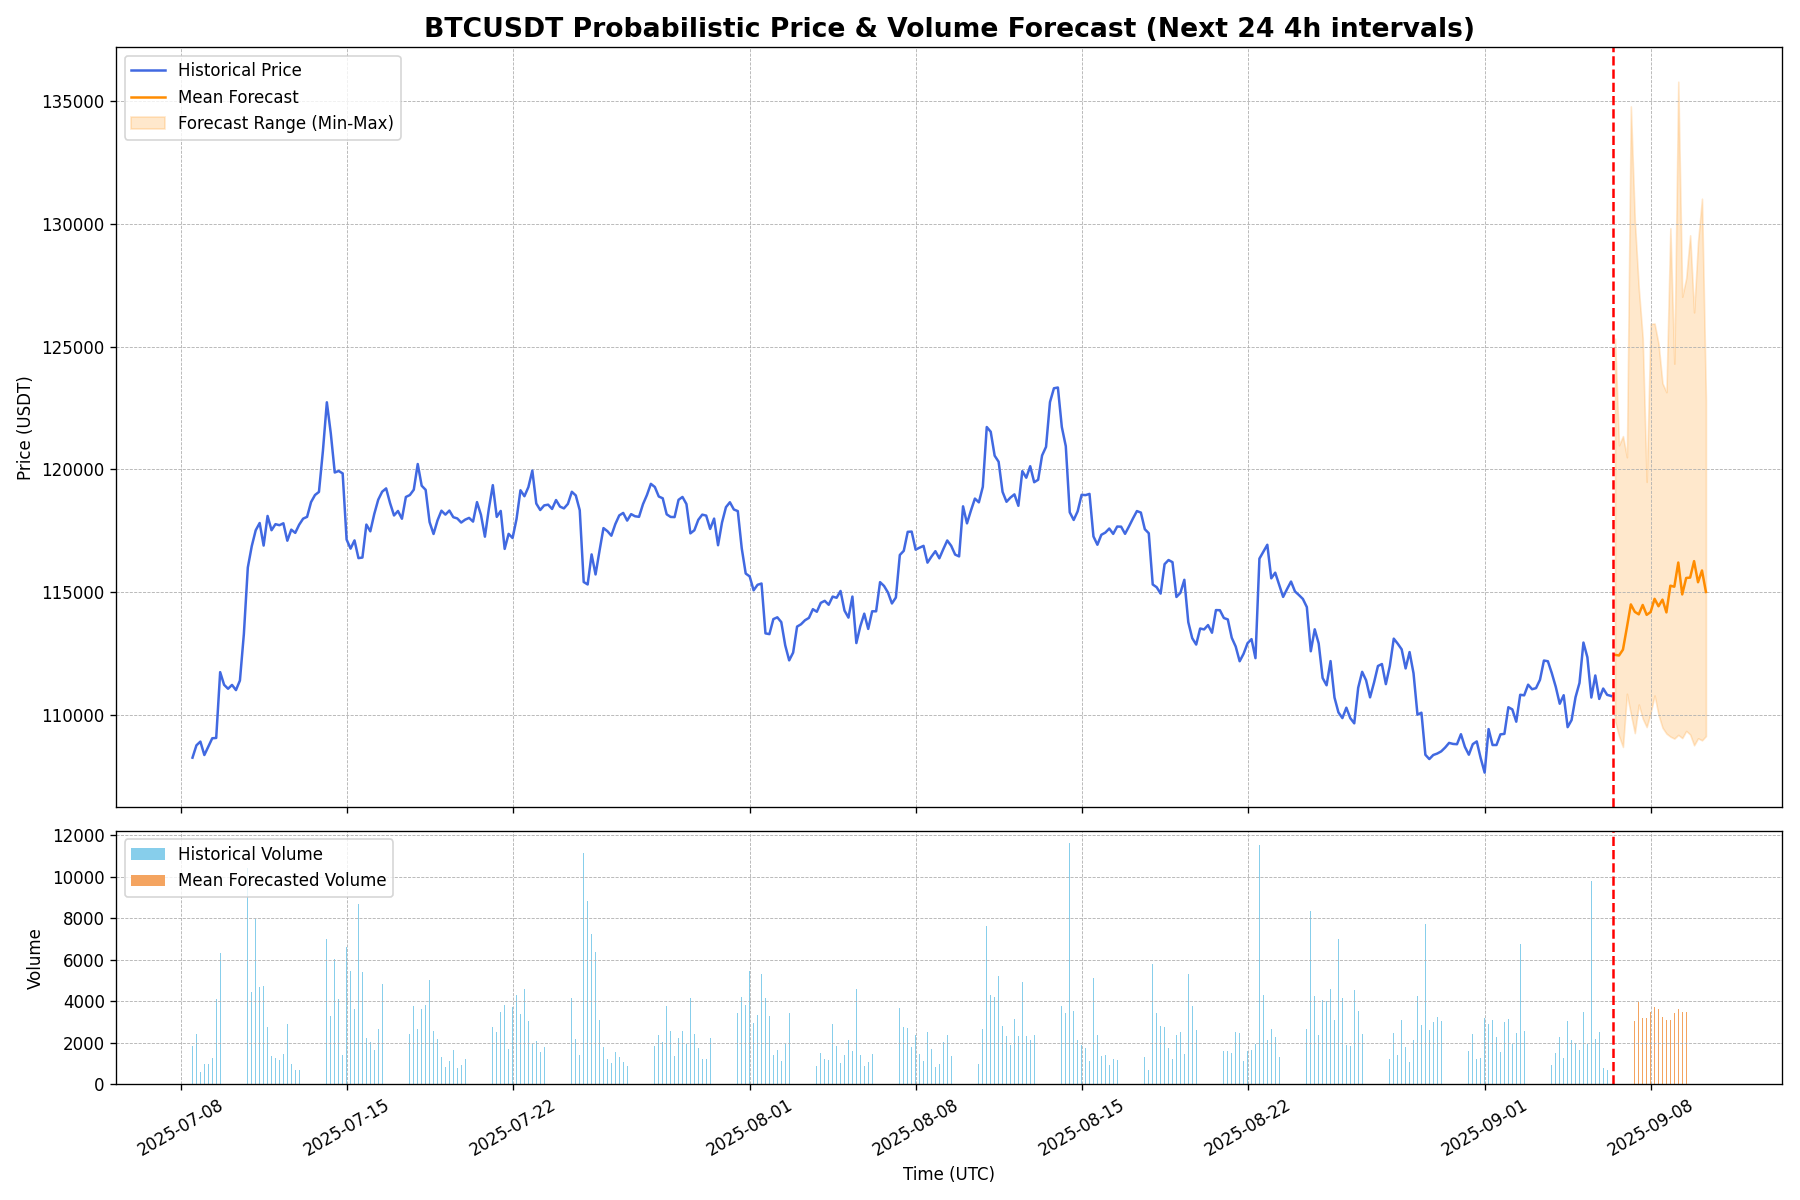 BTCUSDT Probabilistic Price & Volume Forecast (Next 24 4h intervals)
Historical Price
Mean Forecast
Forecast Range (Min-Max)
Price (USDT)
135000
130000
125000
120000
115000
110000
Historical Volume
Mean Forecasted Volume
Volume
12000
10000
8000
6000
4000
2000
0
2025-07-08
2025-07-15
2025-07-22
2025-08-01
2025-08-08
2025-08-15
2025-08-22
2025-09-01
2025-09-08
Time (UTC)